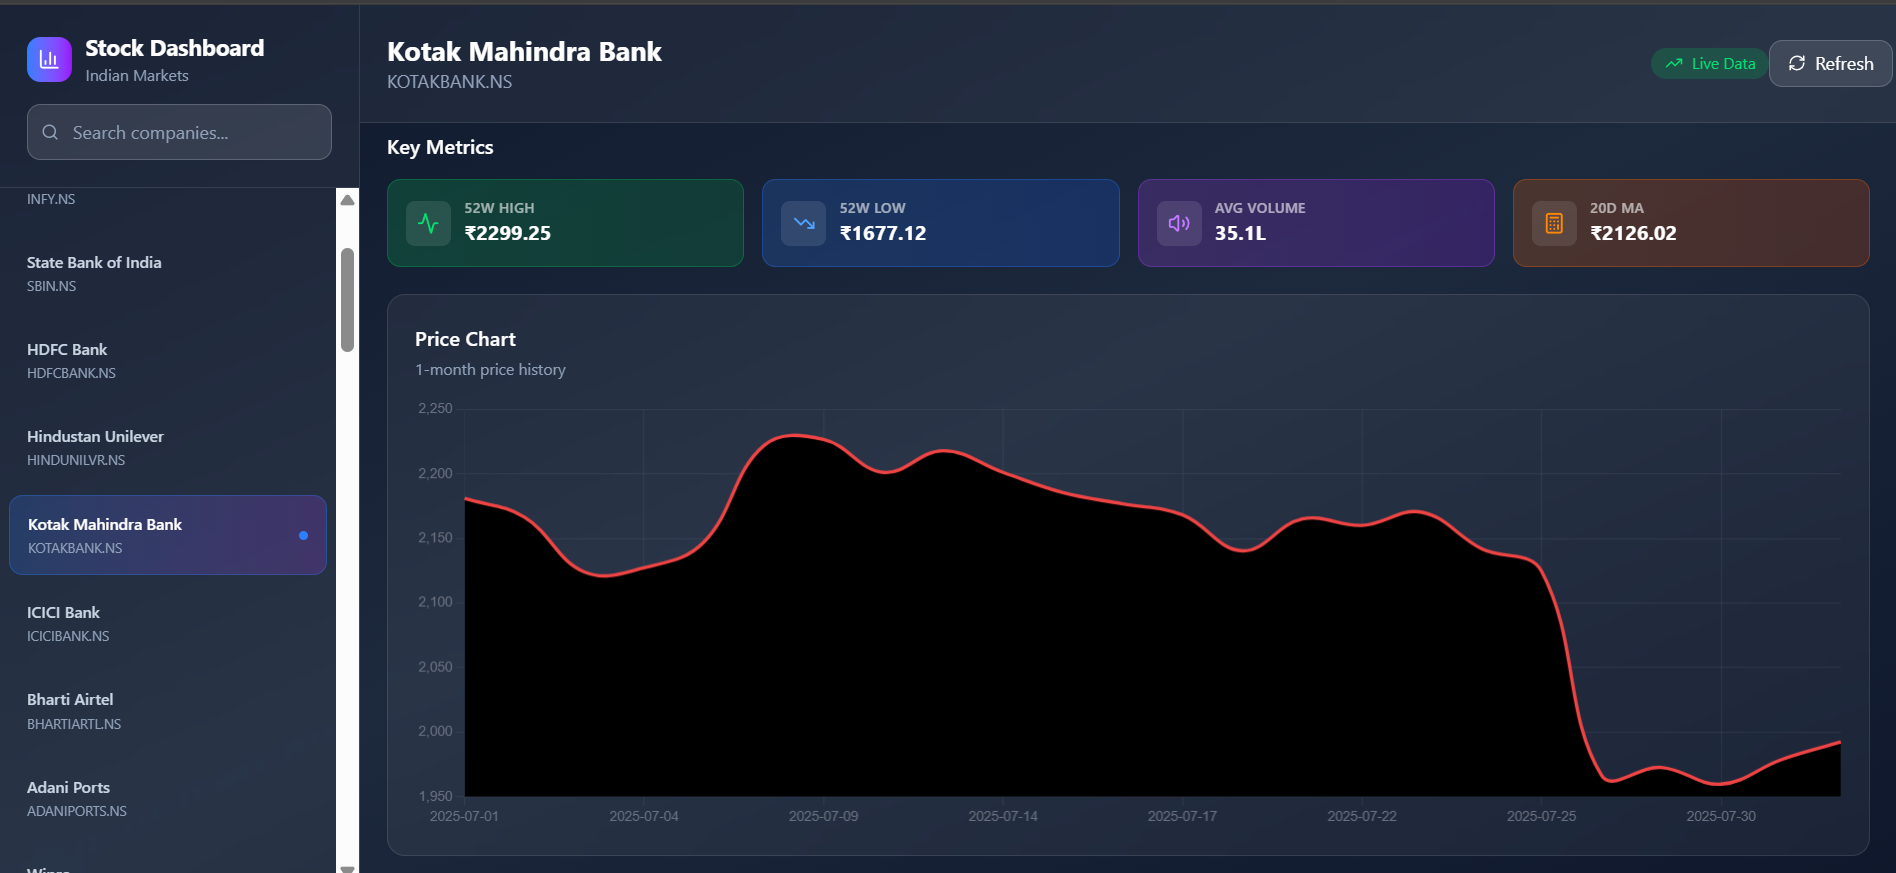 Stock Dashboard
Indian Markets
Search companies...
INFY.NS
State Bank of India
SBIN.NS
HDFC Bank
HDFCBANK.NS
Hindustan Unilever
HINDUNILVR.NS
Kotak Mahindra Bank
KOTAKBANK.NS
ICICI Bank
ICICIBANK.NS
Bharti Airtel
BHARTIARTL.NS
Adani Ports
ADANIPORTS.NS
Kotak Mahindra Bank
KOTAKBANK.NS
Live Data
Refresh
Key Metrics
52W HIGH
₹2299.25
52W LOW
₹1677.12
AVG VOLUME
35.1L
20D MA
₹2126.02
Price Chart
1-month price history
2,250
2,200
2,150
2,100
2,050
2,000
1,950
2025-07-01 2025-07-04 2025-07-09 2025-07-14 2025-07-17 2025-07-22 2025-07-25 2025-07-30